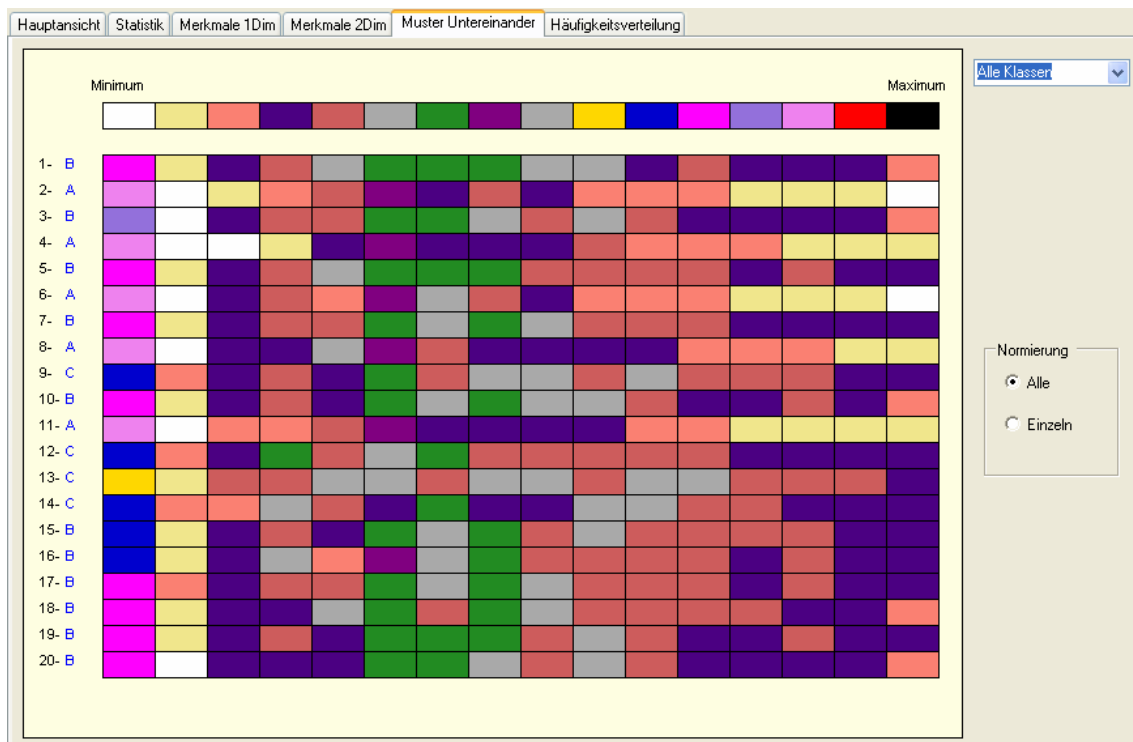 Hauptansicht Statistik Merkmale 1Dim Merkmale 2Dim Muster Untereinander Häufigkeitsverteilung
Alle Klassen
Minimum Maximum
1- B
2- A
3- B
4- A
5- B
6- A
7- B
8- A
9- C
10- B
11- A
12- C
13- C
14- C
15- B
16- B
17- B
18- B
19- B
20- B
Normierung
Alle
Einzeln